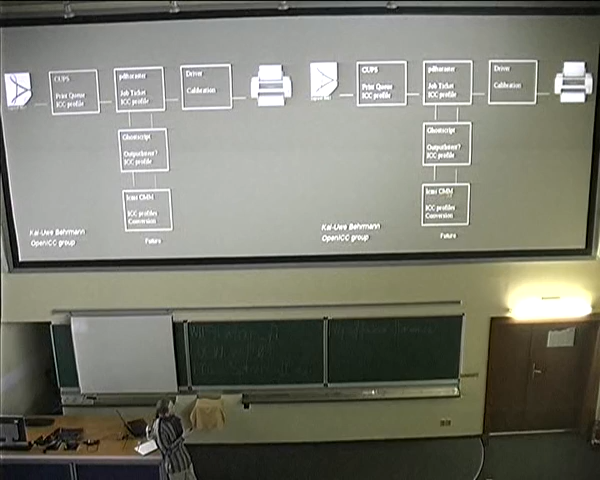 CUPS
Print Queue
ICC profile
pdftoraster
Job Ticket
ICC profile
Driver
Calibration
Ghostscript
OutputIntent?
ICC profile
lcms CMM
ICC profiles
Conversion
Future
Kai-Uwe Behrmann
OpenICC group
CUPS
Print Queue
ICC profile
pdftoraster
Job Ticket
ICC profile
Driver
Calibration
Ghostscript
OutputIntent?
ICC profile
lcms CMM
ICC profiles
Conversion
Future
Kai-Uwe Behrmann
OpenICC group